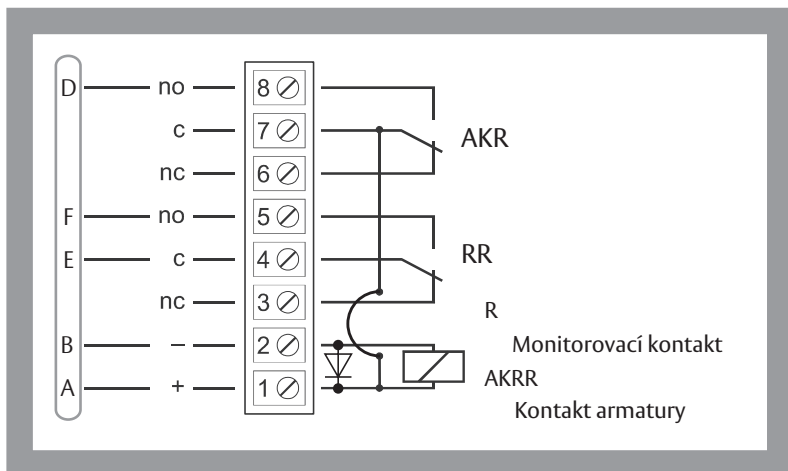 D no 8
c 7 AKR
nc 6
F no 5
E c 4 RR
nc 3 R
B – 2 Monitorovací kontakt
AKRR
A + 1
Kontakt armatury